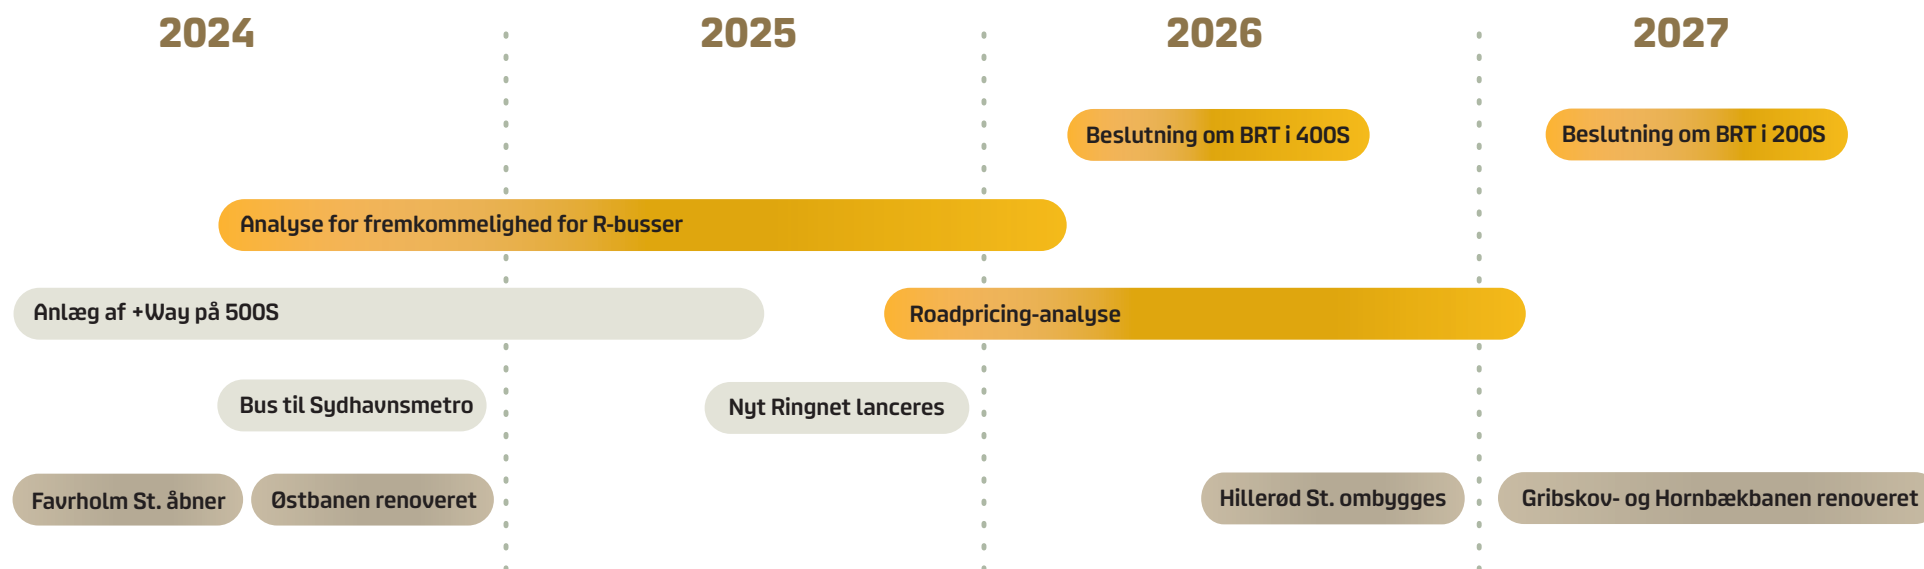 2024
2025
2026
2027
Beslutning om BRT i 400S
Beslutning om BRT i 200S
Analyse for fremkommelighed for R-busser
Anlæg af +Way på 500S
Roadpricing-analyse
Bus til Sydhavnsmetro
Nyt Ringnet lanceres
Favrholm St. åbner
Østbanen renoveret
Hillerød St. ombygges
Gribskov- og Hornbækbanen renoveret